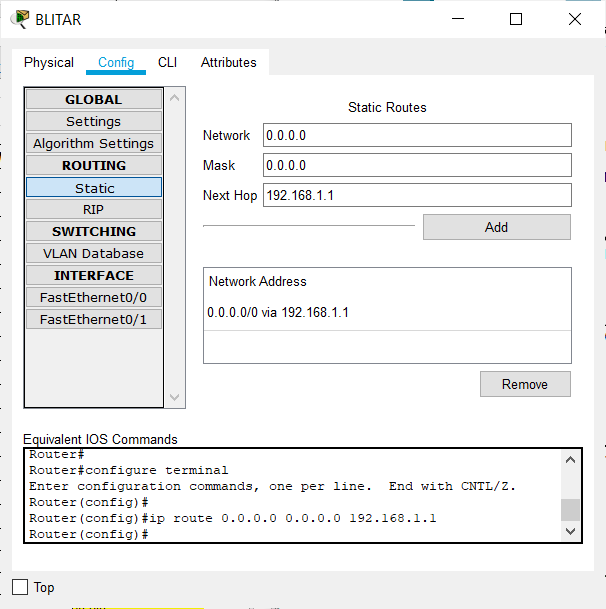 BLITAR
Physical Config CLI Attributes
GLOBAL
Settings
Algorithm Settings
ROUTING
Static
RIP
SWITCHING
VLAN Database
INTERFACE
FastEthernet0/0
FastEthernet0/1
Static Routes
Network 0.0.0.0
Mask 0.0.0.0
Next Hop 192.168.1.1
Add
Network Address
0.0.0.0/0 via 192.168.1.1
Remove
Equivalent IOS Commands
Router#
Router#configure terminal
Enter configuration commands, one per line.  End with CNTL/Z.
Router(config)#
Router(config)#ip route 0.0.0.0 0.0.0.0 192.168.1.1
Router(config)#
Top